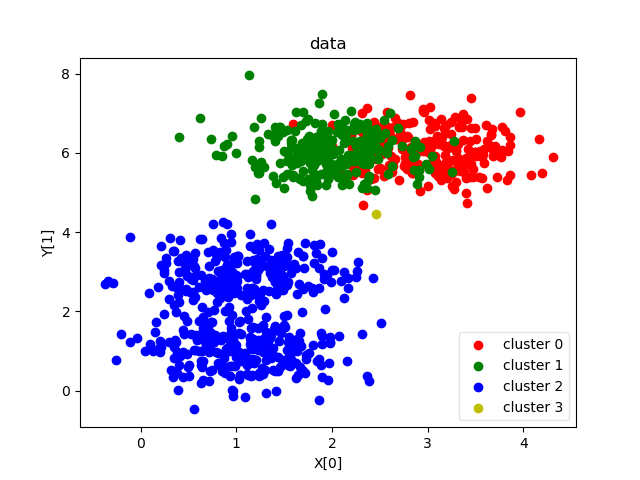 data
8
6
4
2
0
Y[1]
0
1
2
3
4
X[0]
cluster 0
cluster 1
cluster 2
cluster 3